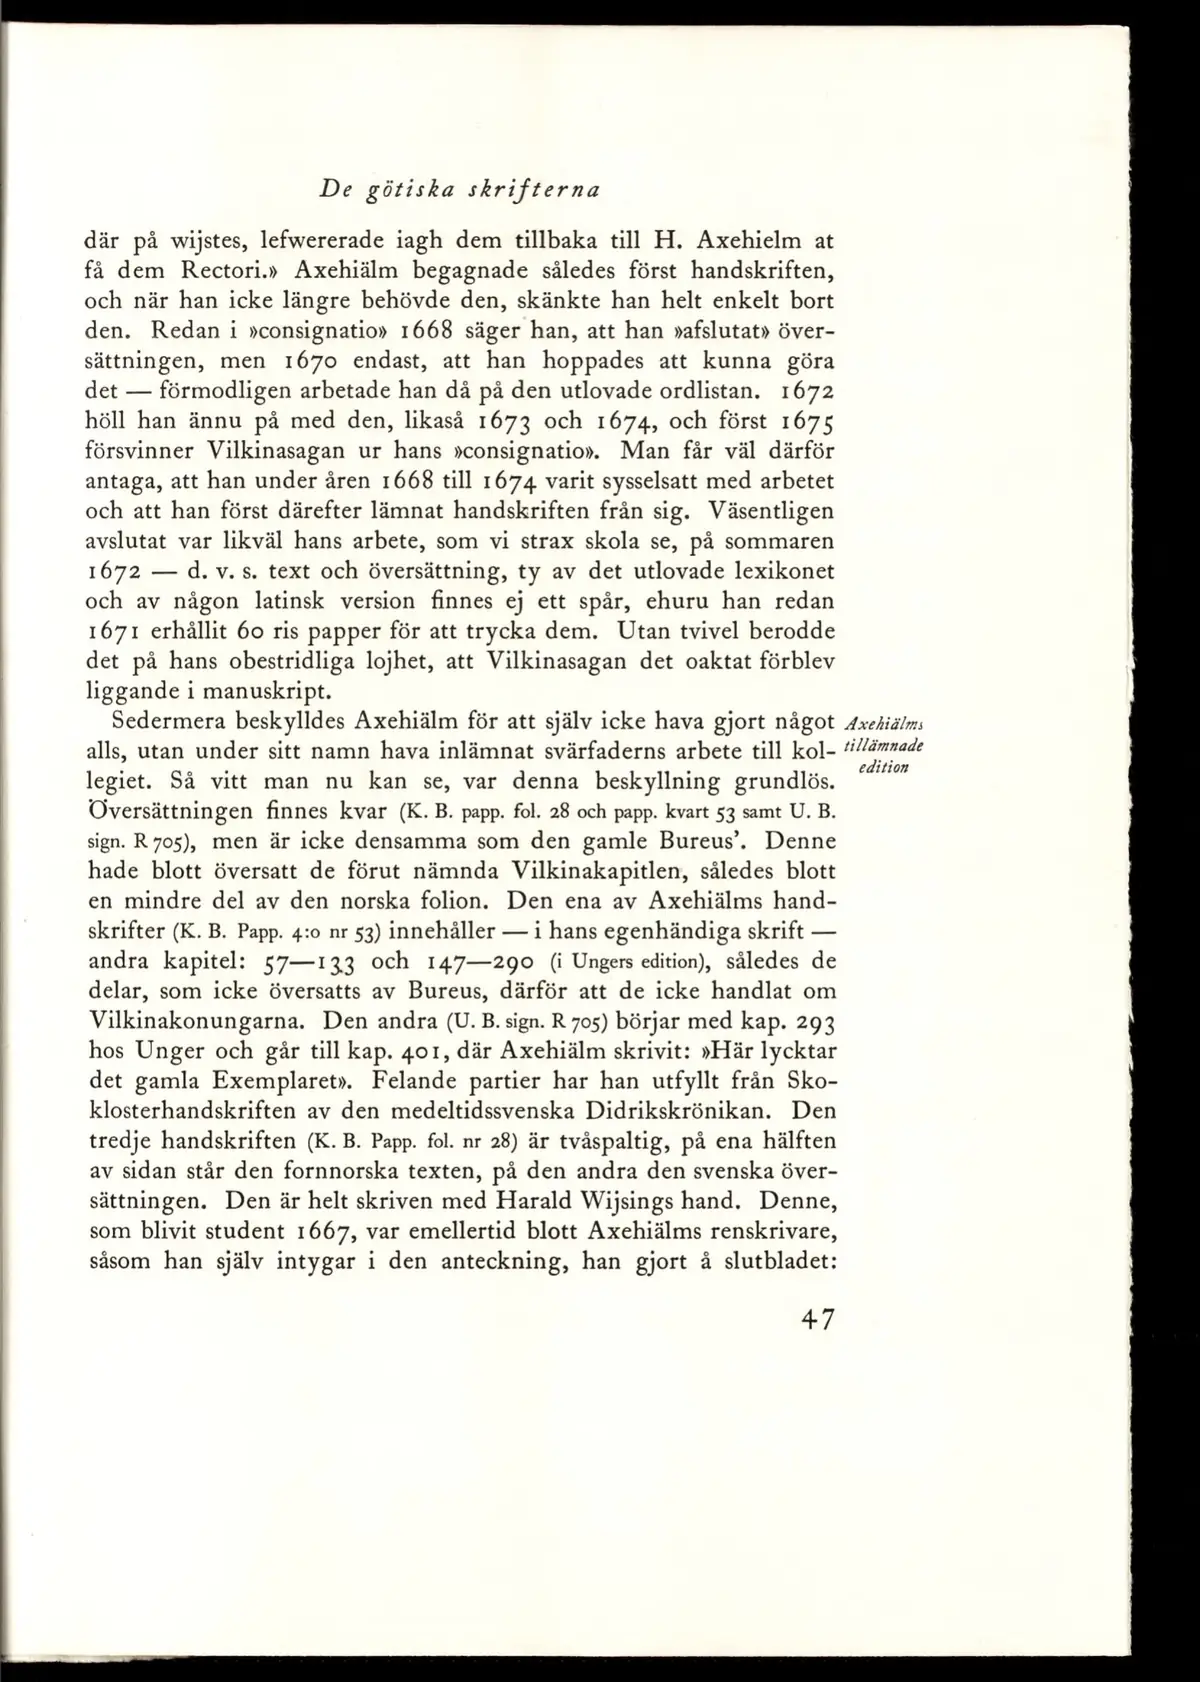 De götiska skrifterna
där på wijstes, lefwererade iagh dem tillbaka till H. Axehielm at
få dem Rectori.» Axehiälm begagnade således först handskriften,
och när han icke längre behövde den, skänkte han helt enkelt bort
den. Redan i »consignatio» 1668 säger han, att han »afslutat» över-
sättningen, men 1670 endast, att han hoppades att kunna göra
det — förmodligen arbetade han då på den utlovade ordlistan. 1672
höll han ännu på med den, likaså 1673 och 1674, och först 1675
försvinner Vilkinasagan ur hans »consignatio». Man får väl därför
antaga, att han under åren 1668 till 1674 varit sysselsatt med arbetet
och att han först därefter lämnat handskriften från sig. Väsentligen
avslutat var likväl hans arbete, som vi strax skola se, på sommaren
1672 — d. v. s. text och översättning, ty av det utlovade lexikonet
och av någon latinsk version finnes ej ett spår, ehuru han redan
1671 erhållit 60 ris papper för att trycka dem. Utan tvivel berodde
det på hans obestridliga lojhet, att Vilkinasagan det oaktat förblev
liggande i manuskript.
Sedermera beskylldes Axehiälm för att själv icke hava gjort något
alls, utan under sitt namn hava inlämnat svärfaderns arbete till kol-
legiet. Så vitt man nu kan se, var denna beskyllning grundlös.
Översättningen finnes kvar (K. B. papp. fol. 28 och papp. kvart 53 samt U. B.
sign. R 705), men är icke densamma som den gamle Bureus'. Denne
hade blott översatt de förut nämnda Vilkinakapitlen, således blott
en mindre del av den norska folion. Den ena av Axehiälms hand-
skrifter (K. B. Papp. 4:o nr 53) innehåller — i hans egenhändiga skrift —
andra kapitel: 57—133 och 147—290 (i Ungers edition), således de
delar, som icke översatts av Bureus, därför att de icke handlat om
Vilkinakonungarna. Den andra (U. B. sign. R 705) börjar med kap. 293
hos Unger och går till kap. 401, där Axehiälm skrivit: »Här lycktar
det gamla Exemplaret». Felande partier har han utfyllt från Sko-
klosterhandskriften av den medeltidssvenska Didrikskrönikan. Den
tredje handskriften (K. B. Papp. fol. nr 28) är tvåspaltig, på ena hälften
av sidan står den fornnorska texten, på den andra den svenska över-
sättningen. Den är helt skriven med Harald Wijsings hand. Denne,
som blivit student 1667, var emellertid blott Axehiälms renskrivare,
såsom han själv intygar i den anteckning, han gjort å slutbladet:
Axehiälms
tillämnade
edition
47